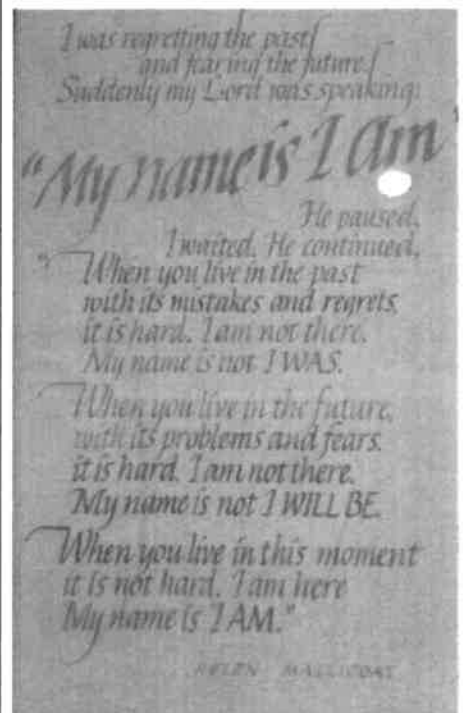 I was regretting the past
and fearing the future.
Suddenly my Lord was speaking:
"My name is I Am"
He paused.
I waited. He continued,
"When you live in the past
with its mistakes and regrets,
it is hard. I am not there.
My name is not I WAS.
When you live in the future,
with its problems and fears,
it is hard. I am not there.
My name is not I WILL BE.
When you live in this moment
it is not hard. I am here
My name is I AM."
HELEN MALLICOAT